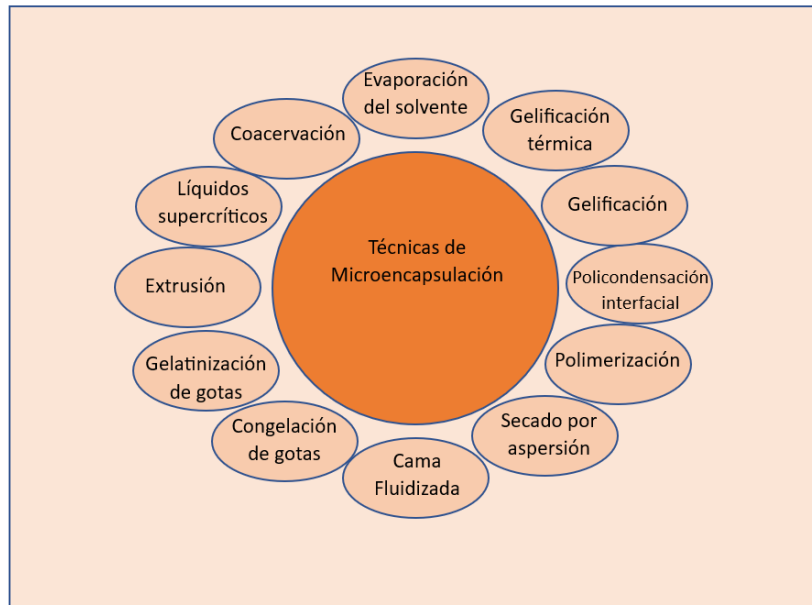 Evaporación
del solvente
Gelificación
térmica
Coacervación
Líquidos
supercríticos
Gelificación
Técnicas de
Microencapsulación
Extrusión
Policondensación
interfacial
Gelatinización
de gotas
Polimerización
Congelación
de gotas
Secado por
aspersión
Cama
Fluidizada